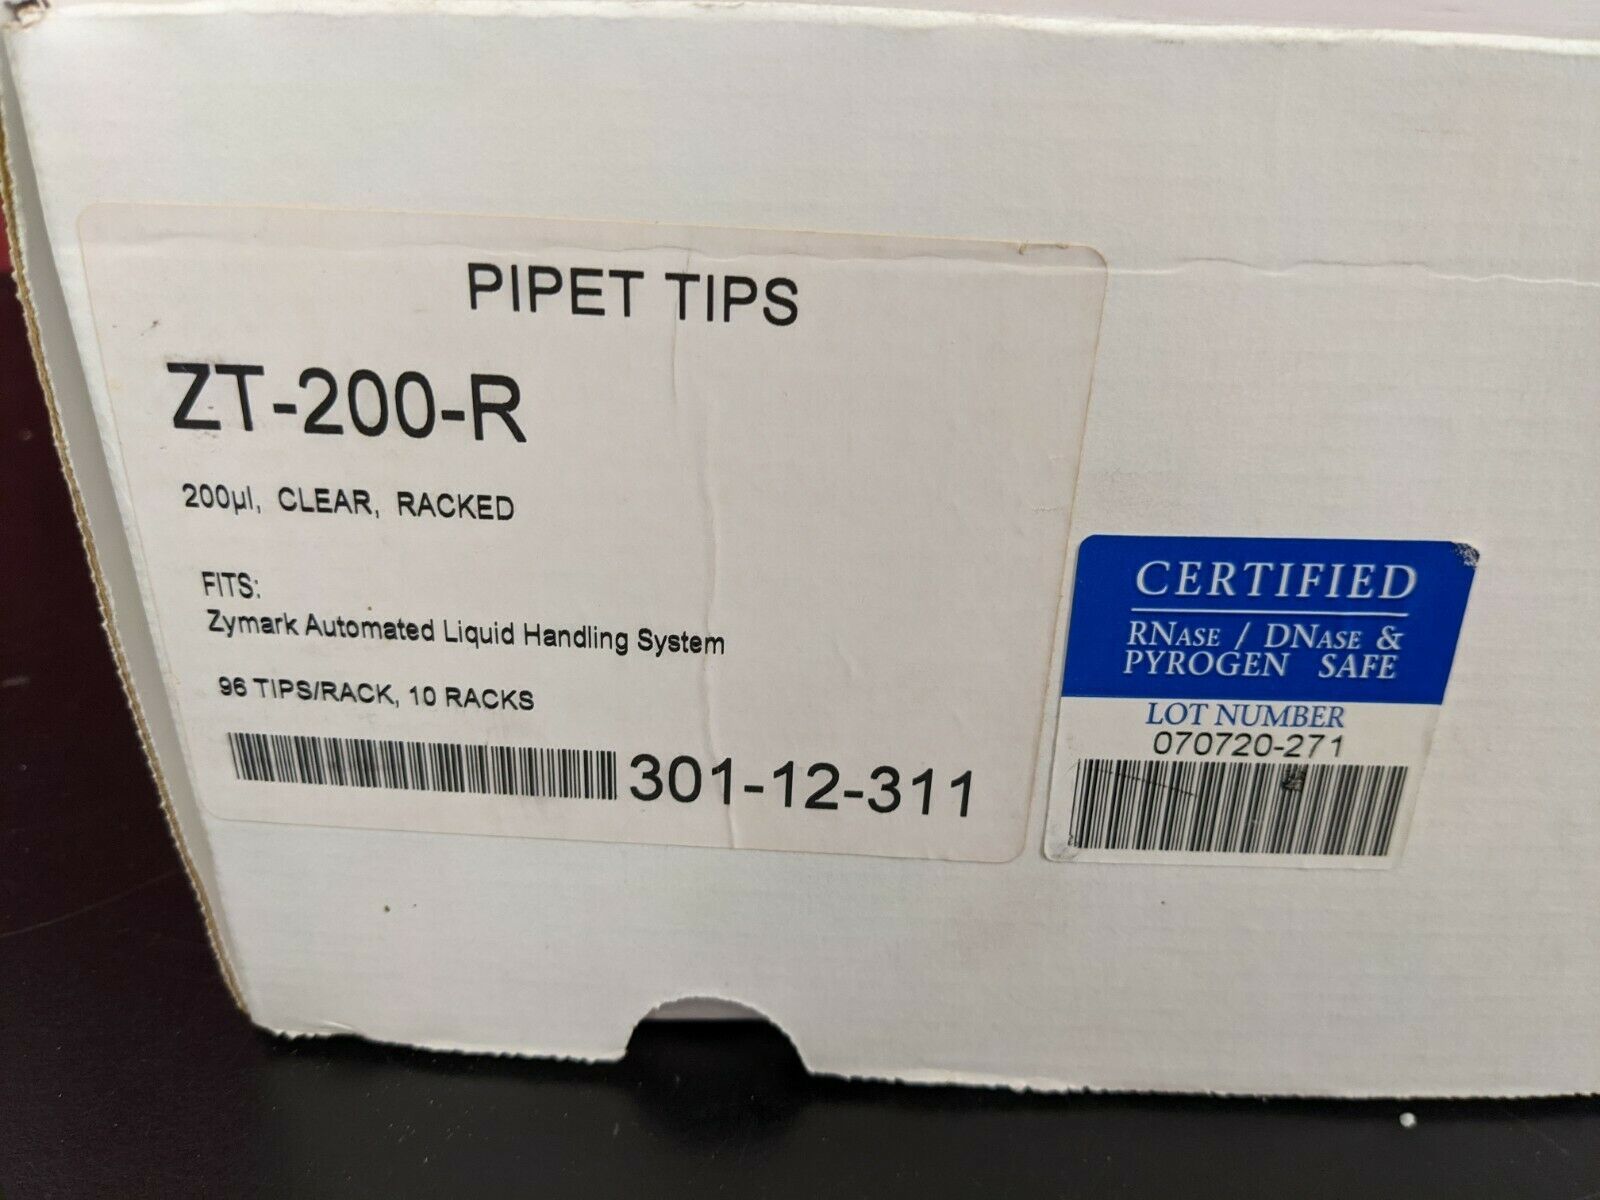 PIPET TIPS
ZT-200-R
200µl, CLEAR, RACKED
FITS:
Zymark Automated Liquid Handling System
96 TIPS/RACK, 10 RACKS
301-12-311
CERTIFIED
RNASE / DNASE &
PYROGEN SAFE
LOT NUMBER
070720-271